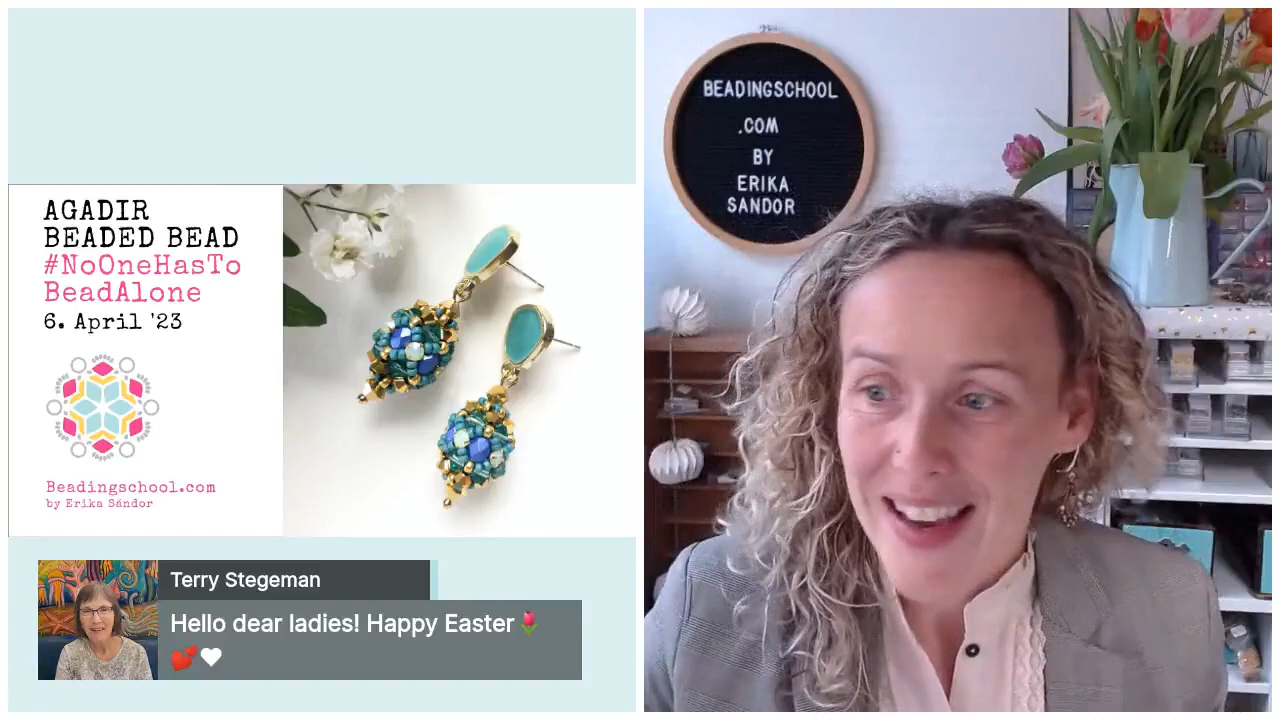 AGADIR
BEADED BEAD
#NoOneHasTo
BeadAlone
6. April '23
Beadingschool.com
by Erika Sándor
Terry Stegeman
Hello dear ladies! Happy Easter🌷
💕🤍
BEADINGSCHOOL
.COM
BY
ERIKA
SANDOR